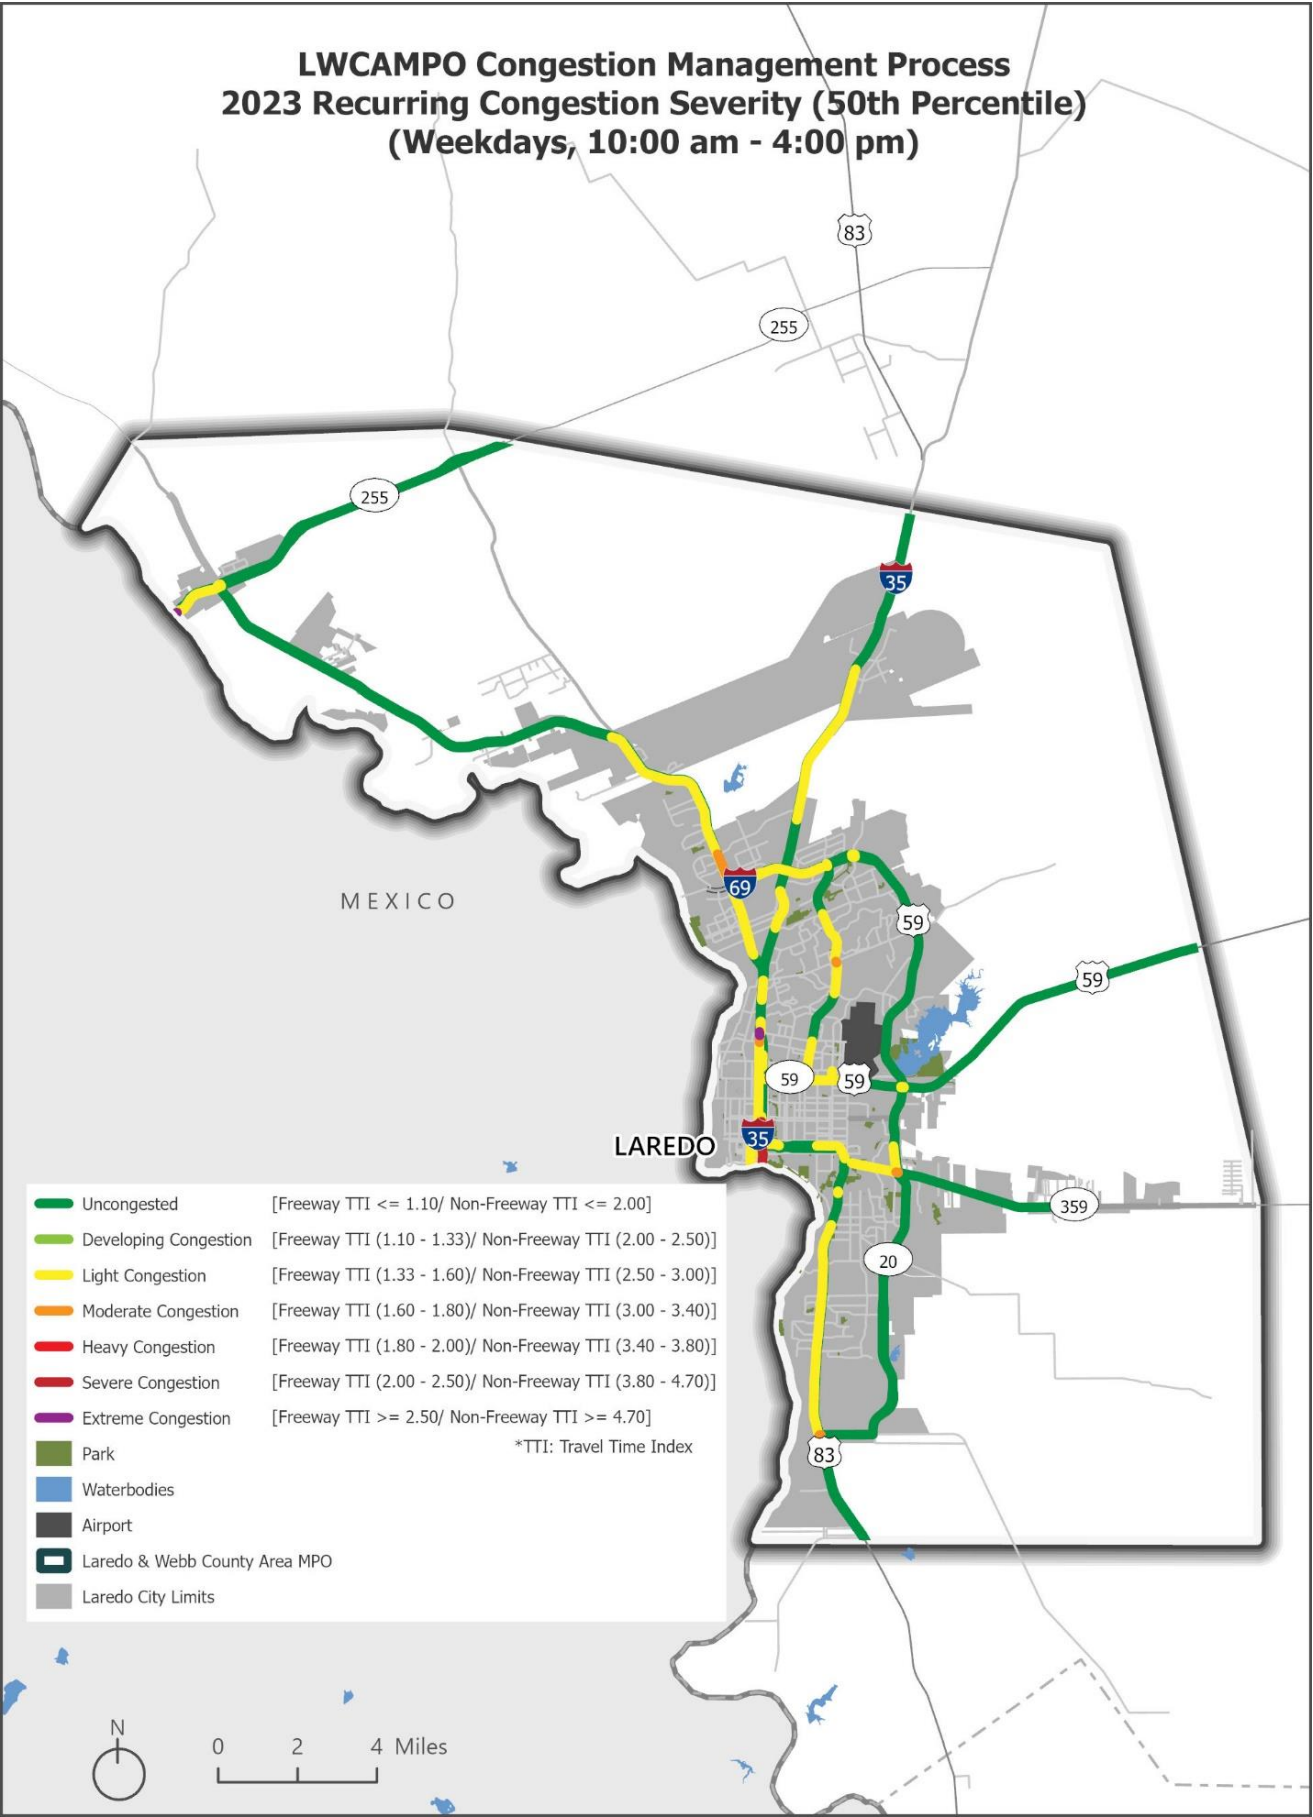 LWCAMPO Congestion Management Process
2023 Recurring Congestion Severity (50th Percentile)
(Weekdays, 10:00 am - 4:00 pm)
83
255
255
35
69
59
59
MEXICO
59
59
35
LAREDO
359
20
83
Uncongested [Freeway TTI <= 1.10/ Non-Freeway TTI <= 2.00]
Developing Congestion [Freeway TTI (1.10 - 1.33)/ Non-Freeway TTI (2.00 - 2.50)]
Light Congestion [Freeway TTI (1.33 - 1.60)/ Non-Freeway TTI (2.50 - 3.00)]
Moderate Congestion [Freeway TTI (1.60 - 1.80)/ Non-Freeway TTI (3.00 - 3.40)]
Heavy Congestion [Freeway TTI (1.80 - 2.00)/ Non-Freeway TTI (3.40 - 3.80)]
Severe Congestion [Freeway TTI (2.00 - 2.50)/ Non-Freeway TTI (3.80 - 4.70)]
Extreme Congestion [Freeway TTI >= 2.50/ Non-Freeway TTI >= 4.70]
*TTI: Travel Time Index
Park
Waterbodies
Airport
Laredo & Webb County Area MPO
Laredo City Limits
N
0 2 4 Miles